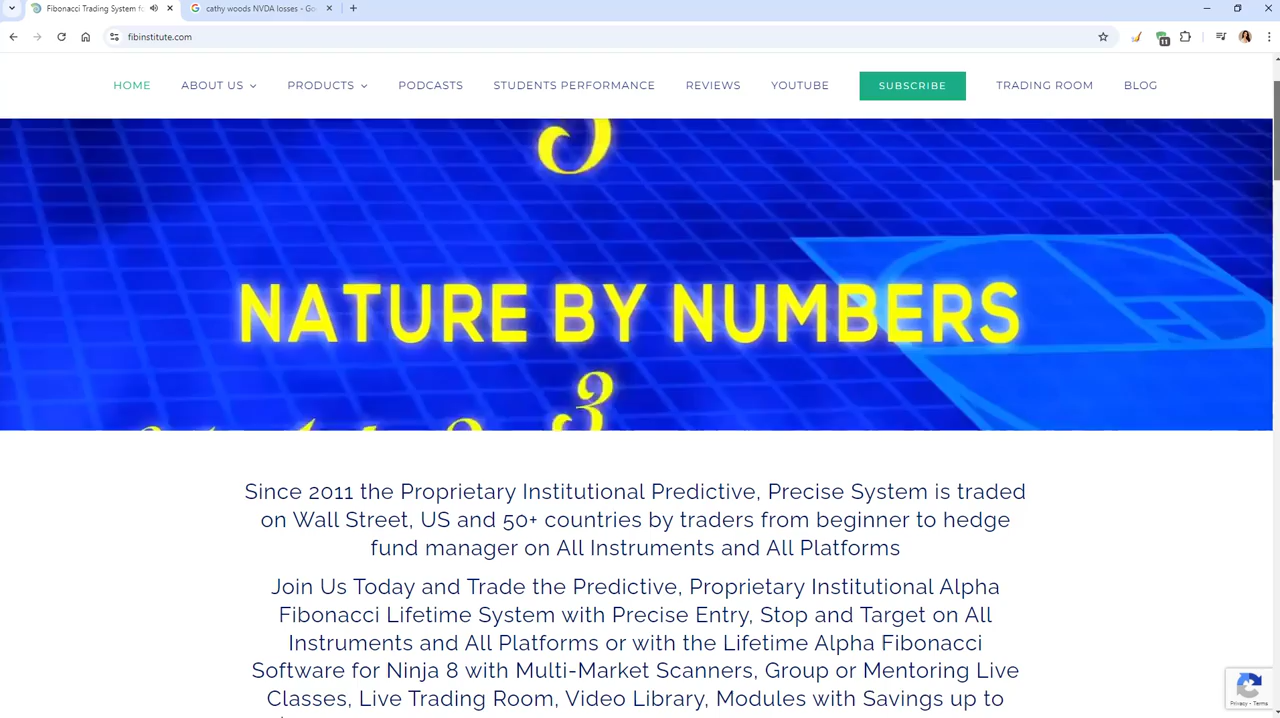 Fibonacci Trading System fo
cathy woods NVDA losses - Go
fibinstitute.com
11
HOME
ABOUT US
PRODUCTS
PODCASTS
STUDENTS PERFORMANCE
REVIEWS
YOUTUBE
SUBSCRIBE
TRADING ROOM
BLOG
NATURE BY NUMBERS
3
Since 2011 the Proprietary Institutional Predictive, Precise System is traded
on Wall Street, US and 50+ countries by traders from beginner to hedge
fund manager on All Instruments and All Platforms
Join Us Today and Trade the Predictive, Proprietary Institutional Alpha
Fibonacci Lifetime System with Precise Entry, Stop and Target on All
Instruments and All Platforms or with the Lifetime Alpha Fibonacci
Software for Ninja 8 with Multi-Market Scanners, Group or Mentoring Live
Classes, Live Trading Room, Video Library, Modules with Savings up to
Privacy - Terms